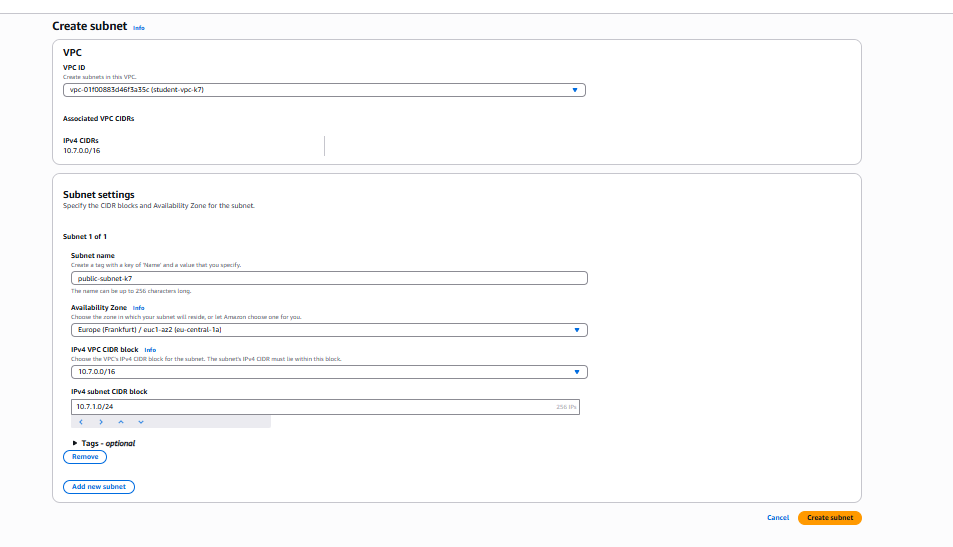 Create subnet Info
VPC
VPC ID
Create subnets in this VPC.
vpc-01f00883d46f3a35c (student-vpc-k7)
Associated VPC CIDRs
IPv4 CIDRs
10.7.0.0/16
Subnet settings
Specify the CIDR blocks and Availability Zone for the subnet.
Subnet 1 of 1
Subnet name
Create a tag with a key of 'Name' and a value that you specify.
public-subnet-k7
The name can be up to 256 characters long.
Availability Zone Info
Choose the zone in which your subnet will reside, or let Amazon choose one for you.
Europe (Frankfurt) / euc1-az2 (eu-central-1a)
IPv4 VPC CIDR block Info
Choose the VPC's IPv4 CIDR block for the subnet. The subnet's IPv4 CIDR must lie within this block.
10.7.0.0/16
IPv4 subnet CIDR block
10.7.1.0/24 256 IPs
Tags - optional
Remove
Add new subnet
Cancel Create subnet